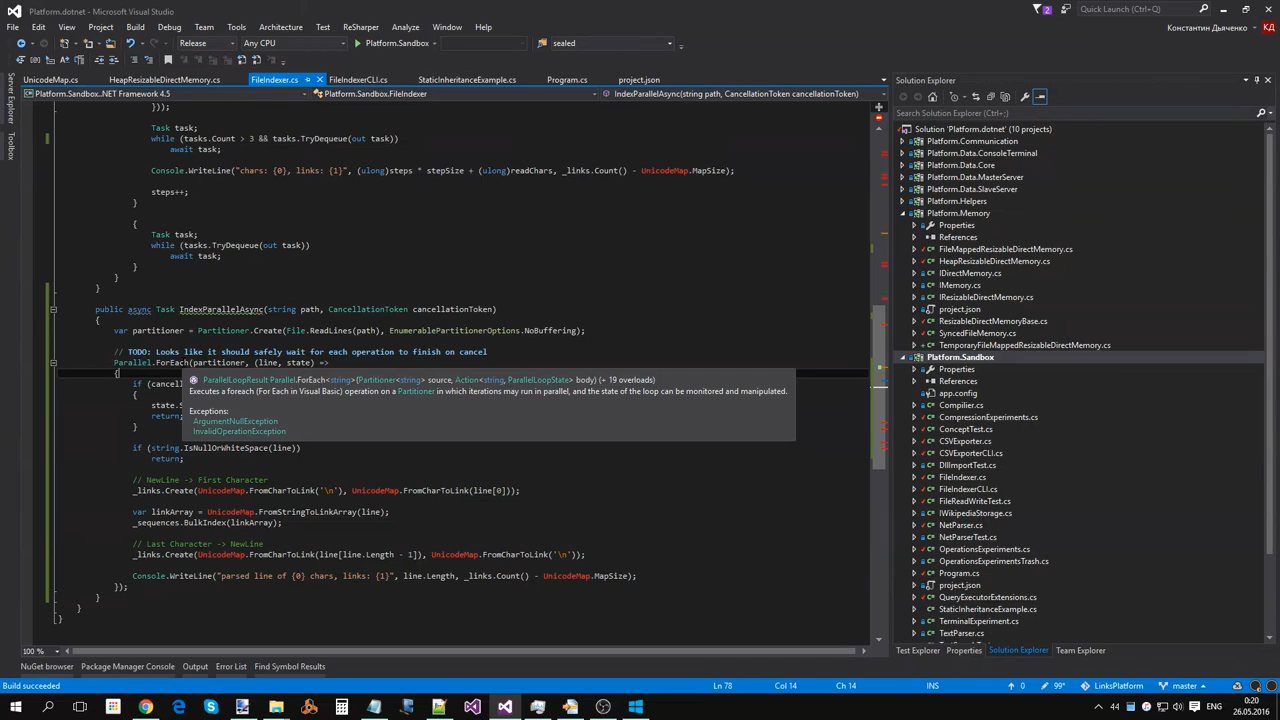 Platform.dotnet - Microsoft Visual Studio
2
Quick Launch (Ctrl+Q)
File Edit View Project Build Debug Team Tools Test ReSharper Analyze Window Help
Константин Дьяченко КД
Release Any CPU Platform.Sandbox sealed
UnicodeMap.cs HeapResizableDirectMemory.cs FileIndexer.cs FileIndexerCLI.cs StaticInheritanceExample.cs Program.cs project.json
Platform.Sandbox..NET Framework 4.5 Platform.Sandbox.FileIndexer IndexParallelAsync(string path, CancellationToken cancellationToken)
Server Explorer
Toolbox
});
Task task;
while (tasks.Count > 3 && tasks.TryDequeue(out task))
await task;
Console.WriteLine("chars: {0}, links: {1}", (ulong)steps * stepSize + (ulong)readChars, _links.Count() - UnicodeMap.MapSize);
steps++;
}
{
Task task;
while (tasks.TryDequeue(out task))
await task;
}
}
}
public async Task IndexParallelAsync(string path, CancellationToken cancellationToken)
{
var partitioner = Partitioner.Create(File.ReadLines(path), EnumerablePartitionerOptions.NoBuffering);
// TODO: Looks like it should safely wait for each operation to finish on cancel
Parallel.ForEach(partitioner, (line, state) =>
{
ParallelLoopResult Parallel.ForEach<string>(Partitioner<string> source, Action<string, ParallelLoopState> body) (+ 19 overloads)
Executes a foreach (For Each in Visual Basic) operation on a Partitioner in which iterations may run in parallel, and the state of the loop can be monitored and manipulated.
Exceptions:
ArgumentNullException
InvalidOperationException
if (cancel
{
state.S
return;
}
if (string.IsNullOrWhiteSpace(line))
return;
// NewLine -> First Character
_links.Create(UnicodeMap.FromCharToLink('\n'), UnicodeMap.FromCharToLink(line[0]));
var linkArray = UnicodeMap.FromStringToLinkArray(line);
_sequences.BulkIndex(linkArray);
// Last Character -> NewLine
_links.Create(UnicodeMap.FromCharToLink(line[line.Length - 1]), UnicodeMap.FromCharToLink('\n'));
Console.WriteLine("parsed line of {0} chars, links: {1}", line.Length, _links.Count() - UnicodeMap.MapSize);
});
}
}
}
100 %
Solution Explorer
Search Solution Explorer (Ctrl+;)
Solution 'Platform.dotnet' (10 projects)
Platform.Communication
Platform.Data.ConsoleTerminal
Platform.Data.Core
Platform.Data.MasterServer
Platform.Data.SlaveServer
Platform.Helpers
Platform.Memory
Properties
References
FileMappedResizableDirectMemory.cs
HeapResizableDirectMemory.cs
IDirectMemory.cs
IMemory.cs
IResizableDirectMemory.cs
project.json
ResizableDirectMemoryBase.cs
SyncedFileMemory.cs
TemporaryFileMappedResizableDirectMemory.cs
Platform.Sandbox
Properties
References
app.config
Compilier.cs
CompressionExperiments.cs
ConceptTest.cs
CSVExporter.cs
CSVExporterCLI.cs
DllImportTest.cs
FileIndexer.cs
FileIndexerCLI.cs
FileReadWriteTest.cs
IWikipediaStorage.cs
NetParser.cs
NetParserTest.cs
OperationsExperiments.cs
OperationsExperimentsTrash.cs
Program.cs
project.json
QueryExecutorExtensions.cs
StaticInheritanceExample.cs
TerminalExperiment.cs
TextParser.cs
Test Explorer Properties Solution Explorer Team Explorer
NuGet browser Package Manager Console Output Error List Find Symbol Results
Build succeeded Ln 78 Col 14 Ch 14 INS 0 99* LinksPlatform master
44 ENG 0:20
26.05.2016